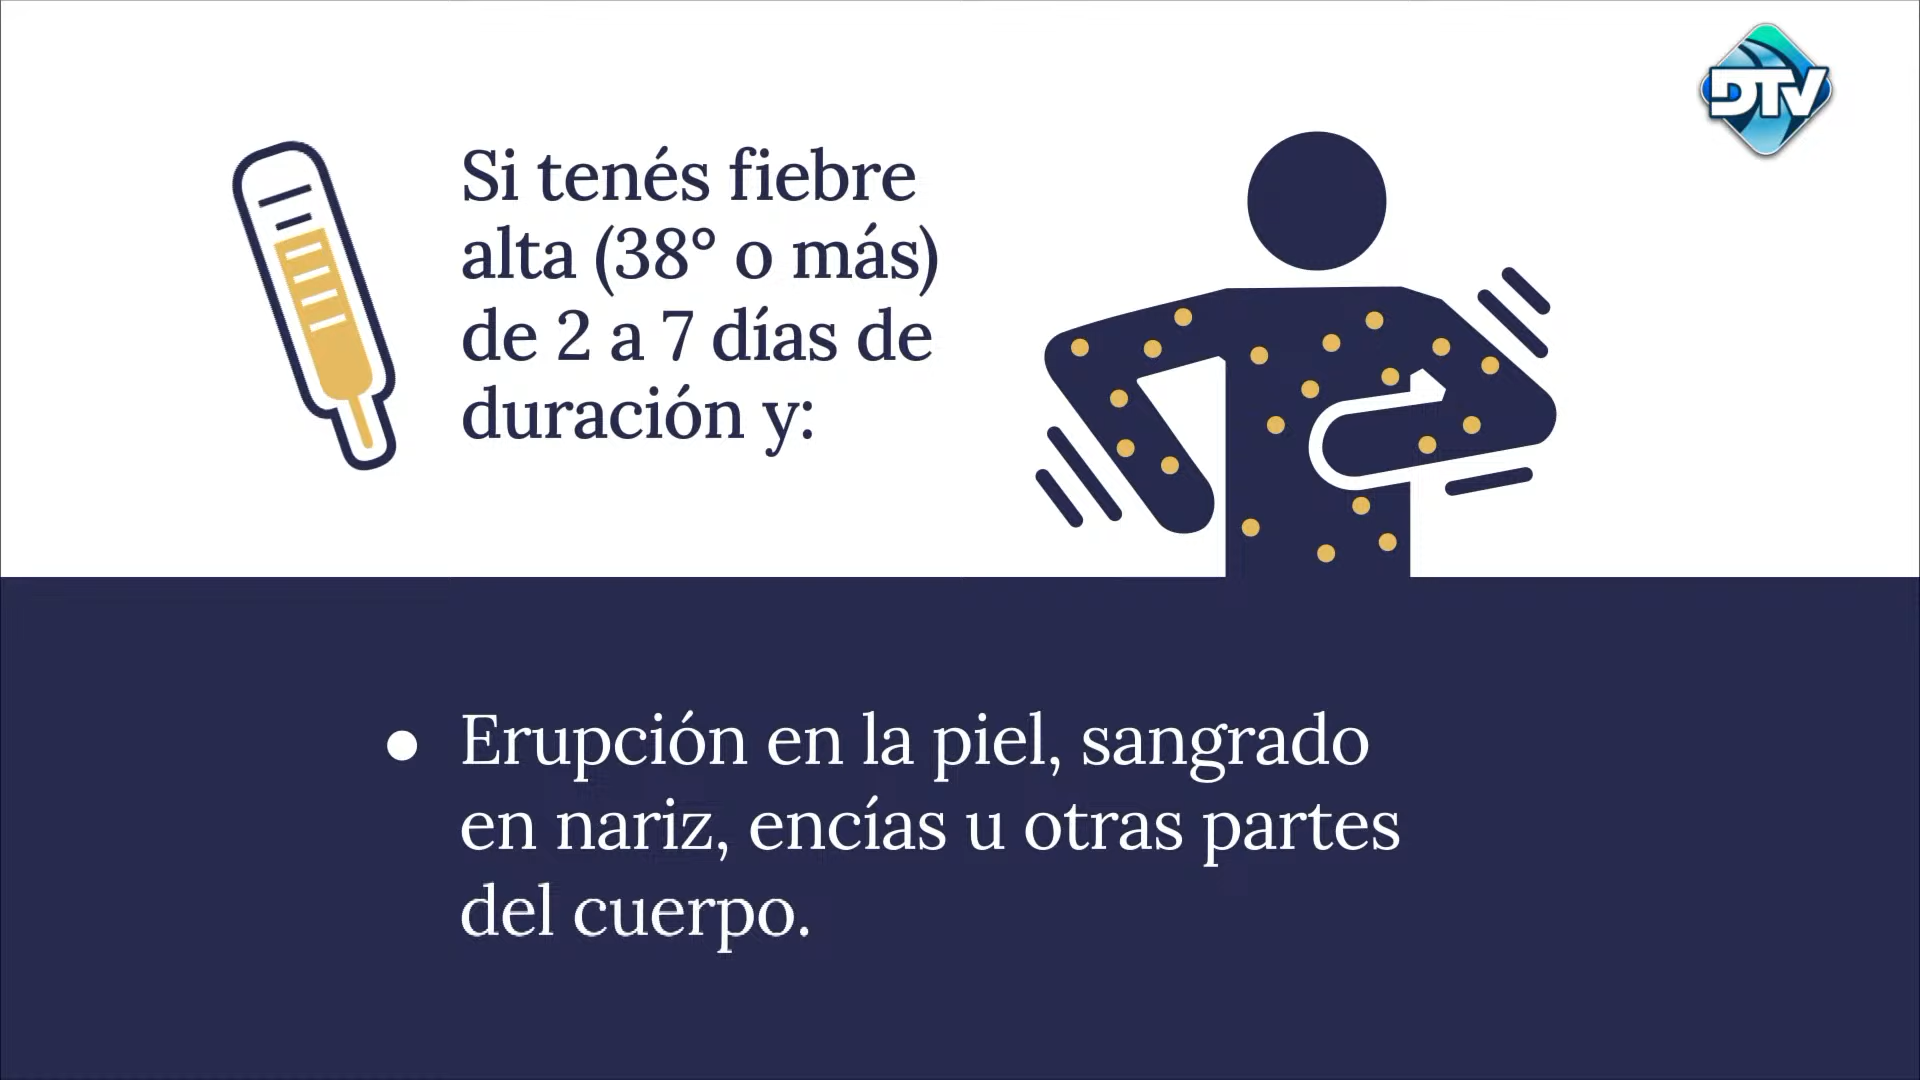 DTV
Si tenés fiebre
alta (38° o más)
de 2 a 7 días de
duración y:
● Erupción en la piel, sangrado
en nariz, encías u otras partes
del cuerpo.